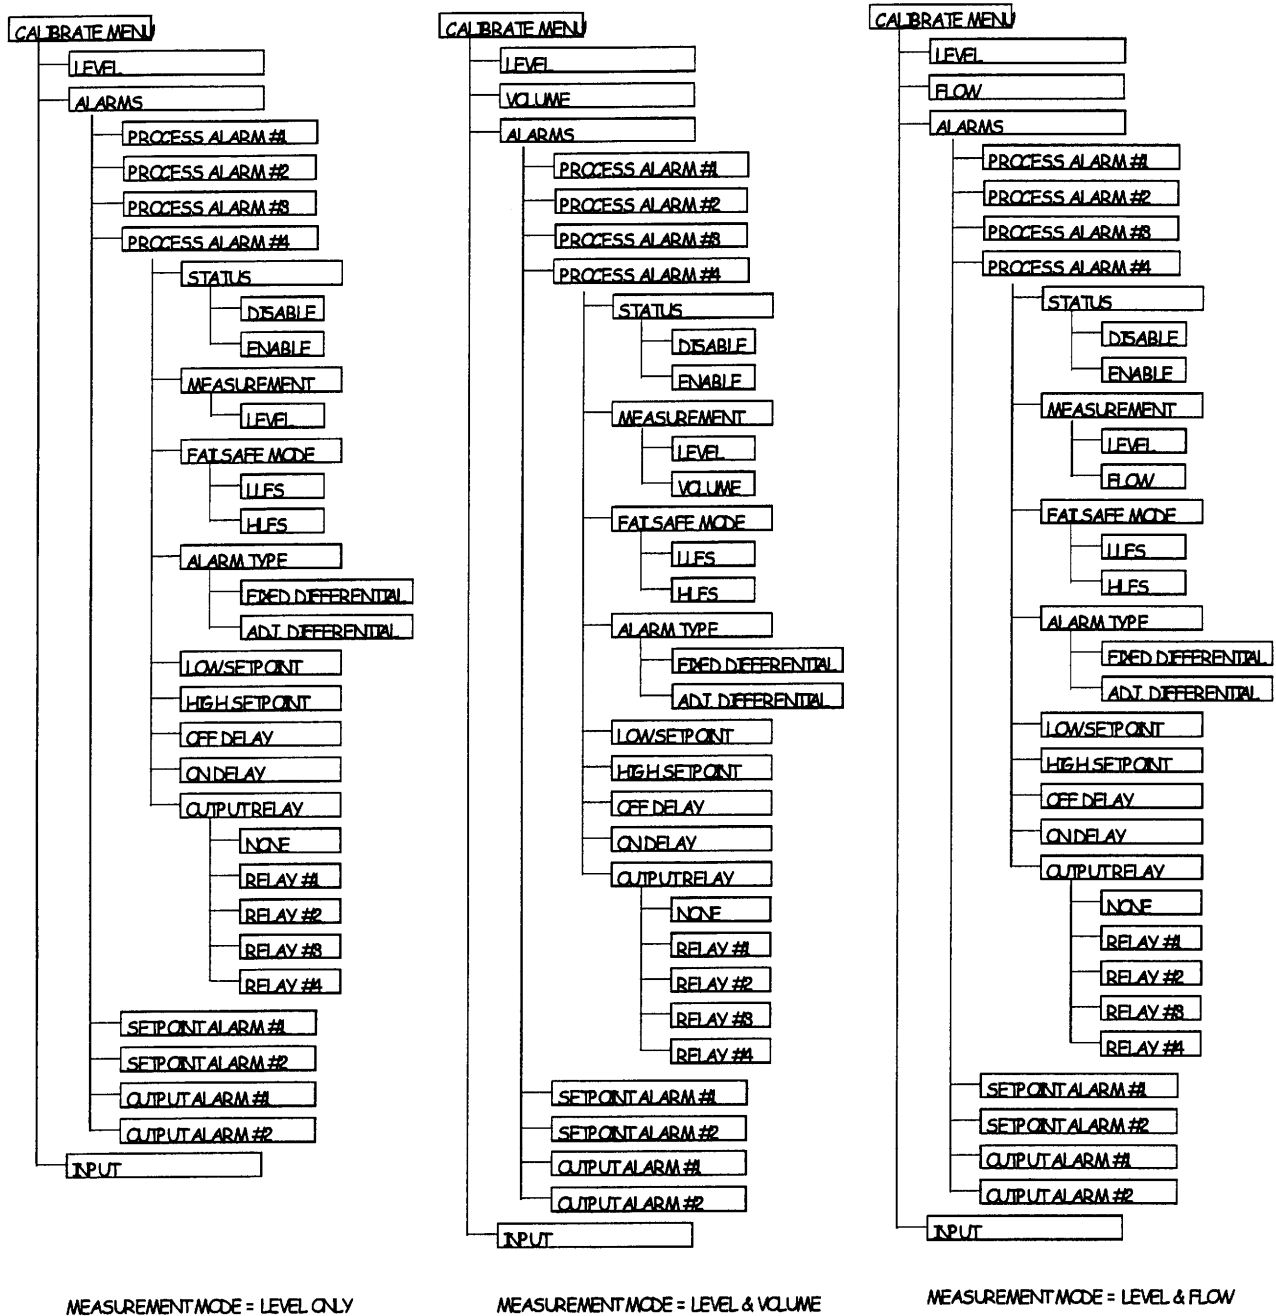 CALIBRATE MENU
LEVEL
ALARMS
PROCESS ALARM #1
PROCESS ALARM #2
PROCESS ALARM #3
PROCESS ALARM #4
STATUS
DISABLE
ENABLE
MEASUREMENT
LEVEL
FAILSAFE MODE
LLFS
HLFS
ALARM TYPE
FIXED DIFFERENTIAL
ADJ. DIFFERENTIAL
LOW SETPOINT
HIGH SETPOINT
OFF DELAY
ON DELAY
OUTPUT RELAY
NONE
RELAY #1
RELAY #2
RELAY #3
RELAY #4
SETPOINT ALARM #1
SETPOINT ALARM #2
OUTPUT ALARM #1
OUTPUT ALARM #2
INPUT
MEASUREMENT MODE = LEVEL ONLY
CALIBRATE MENU
LEVEL
VOLUME
ALARMS
PROCESS ALARM #1
PROCESS ALARM #2
PROCESS ALARM #3
PROCESS ALARM #4
STATUS
DISABLE
ENABLE
MEASUREMENT
LEVEL
VOLUME
FAILSAFE MODE
LLFS
HLFS
ALARM TYPE
FIXED DIFFERENTIAL
ADJ. DIFFERENTIAL
LOW SETPOINT
HIGH SETPOINT
OFF DELAY
ON DELAY
OUTPUT RELAY
NONE
RELAY #1
RELAY #2
RELAY #3
RELAY #4
SETPOINT ALARM #1
SETPOINT ALARM #2
OUTPUT ALARM #1
OUTPUT ALARM #2
INPUT
MEASUREMENT MODE = LEVEL & VOLUME
CALIBRATE MENU
LEVEL
FLOW
ALARMS
PROCESS ALARM #1
PROCESS ALARM #2
PROCESS ALARM #3
PROCESS ALARM #4
STATUS
DISABLE
ENABLE
MEASUREMENT
LEVEL
FLOW
FAILSAFE MODE
LLFS
HLFS
ALARM TYPE
FIXED DIFFERENTIAL
ADJ. DIFFERENTIAL
LOW SETPOINT
HIGH SETPOINT
OFF DELAY
ON DELAY
OUTPUT RELAY
NONE
RELAY #1
RELAY #2
RELAY #3
RELAY #4
SETPOINT ALARM #1
SETPOINT ALARM #2
OUTPUT ALARM #1
OUTPUT ALARM #2
INPUT
MEASUREMENT MODE = LEVEL & FLOW